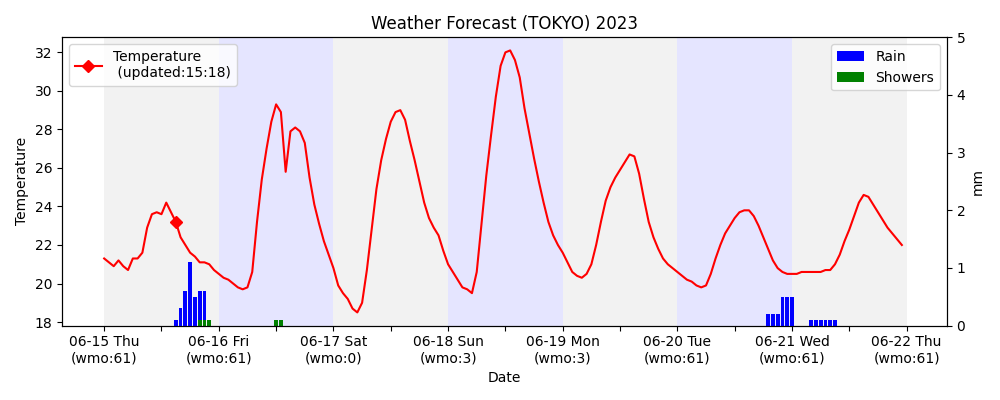 Weather Forecast (TOKYO) 2023
Temperature
(updated:15:18)
Rain
Showers
32
30
28
26
24
22
20
18
Temperature
5
4
3
2
1
0
mm
06-15 Thu
(wmo:61)
06-16 Fri
(wmo:61)
06-17 Sat
(wmo:0)
06-18 Sun
(wmo:3)
06-19 Mon
(wmo:3)
06-20 Tue
(wmo:61)
06-21 Wed
(wmo:61)
06-22 Thu
(wmo:61)
Date